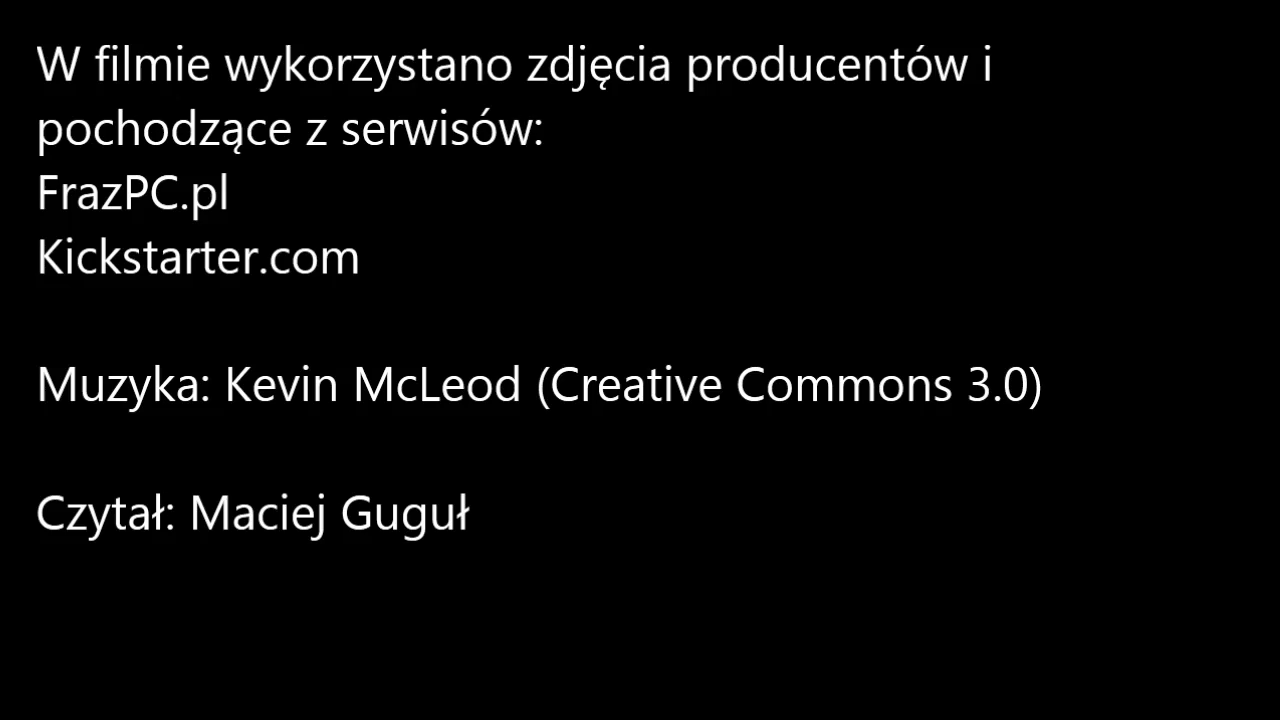 W filmie wykorzystano zdjęcia producentów i
pochodzące z serwisów:
FrazPC.pl
Kickstarter.com
Muzyka: Kevin McLeod (Creative Commons 3.0)
Czytał: Maciej Guguł